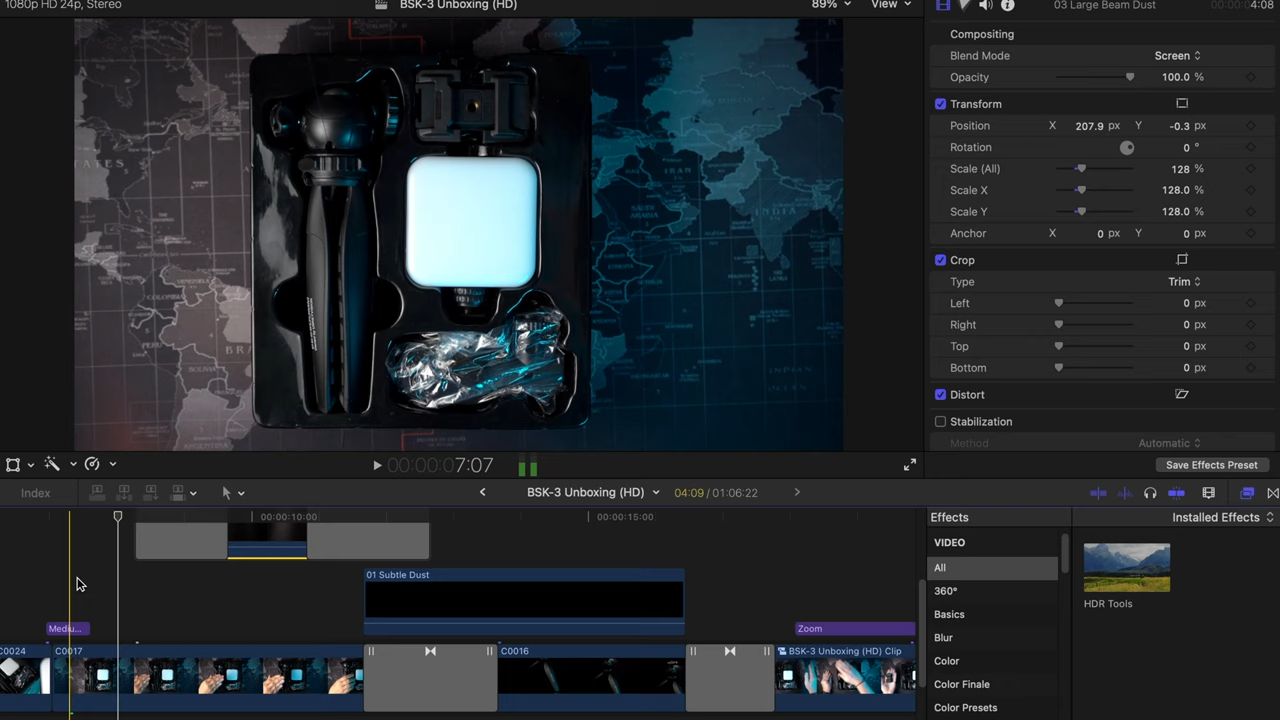 1080p HD 24p, Stereo
BSK-3 Unboxing (HD)
89%
View
03 Large Beam Dust
4:08
Compositing
Blend Mode
Screen
Opacity
100.0 %
Transform
Position
X 207.9 px Y -0.3 px
Rotation
0 °
Scale (All)
128 %
Scale X
128.0 %
Scale Y
128.0 %
Anchor
X 0 px Y 0 px
Crop
Type
Trim
Left
0 px
Right
0 px
Top
0 px
Bottom
0 px
Distort
Stabilization
Method
Automatic
Save Effects Preset
IRAN
SAUDI
ARABIA
INDIA
7:07
Index
BSK-3 Unboxing (HD)
04:09 / 01:06:22
Installed Effects
00:00:10:00
00:00:15:00
01 Subtle Dust
Mediu...
Zoom
C0024
C0017
C0016
BSK-3 Unboxing (HD) Clip
Effects
VIDEO
All
360°
Basics
Blur
Color
Color Finale
Color Presets
HDR Tools